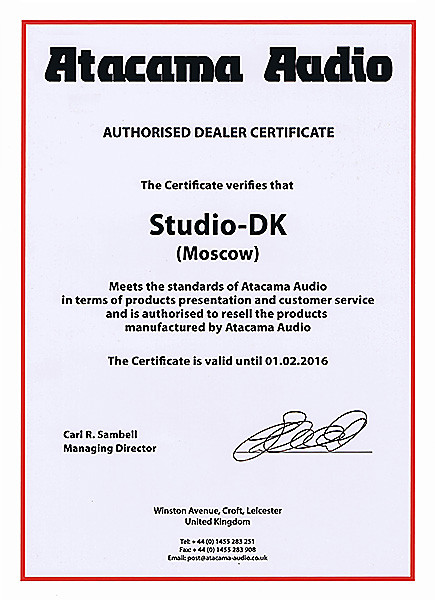 Atacama Audio
AUTHORISED DEALER CERTIFICATE
The Certificate verifies that
Studio-DK
(Moscow)
Meets the standards of Atacama Audio
in terms of products presentation and customer service
and is authorised to resell the products
manufactured by Atacama Audio
The Certificate is valid until 01.02.2016
Carl R. Sambell
Managing Director
Winston Avenue, Croft, Leicester
United Kingdom
Tel: + 44 (0) 1455 283 251
Fax: + 44 (0) 1455 283 908
Email: post@atacama-audio.co.uk